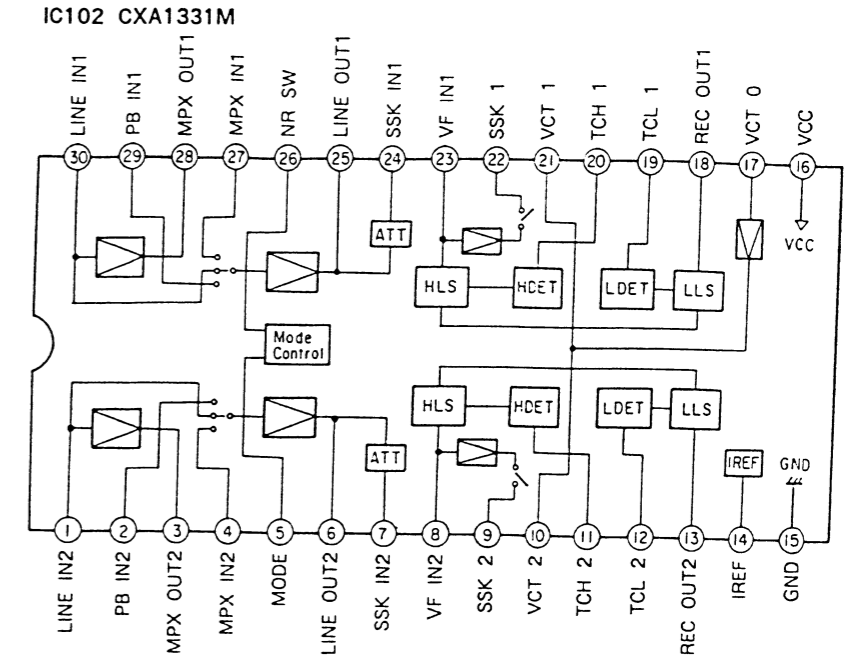 IC102 CXA1331M
LINE IN1
PB IN1
MPX OUT1
MPX IN1
NR SW
LINE OUT1
SSK IN1
VF IN1
SSK 1
VCT 1
TCH 1
TCL 1
REC OUT1
VCT 0
VCC
30
29
28
27
26
25
24
23
22
21
20
19
18
17
16
ATT
VCC
HLS
HDET
LDET
LLS
Mode
Control
HLS
HDET
LDET
LLS
ATT
IREF
GND
1
2
3
4
5
6
7
8
9
10
11
12
13
14
15
LINE IN2
PB IN2
MPX OUT2
MPX IN2
MODE
LINE OUT2
SSK IN2
VF IN2
SSK 2
VCT 2
TCH 2
TCL 2
REC OUT2
IREF
GND